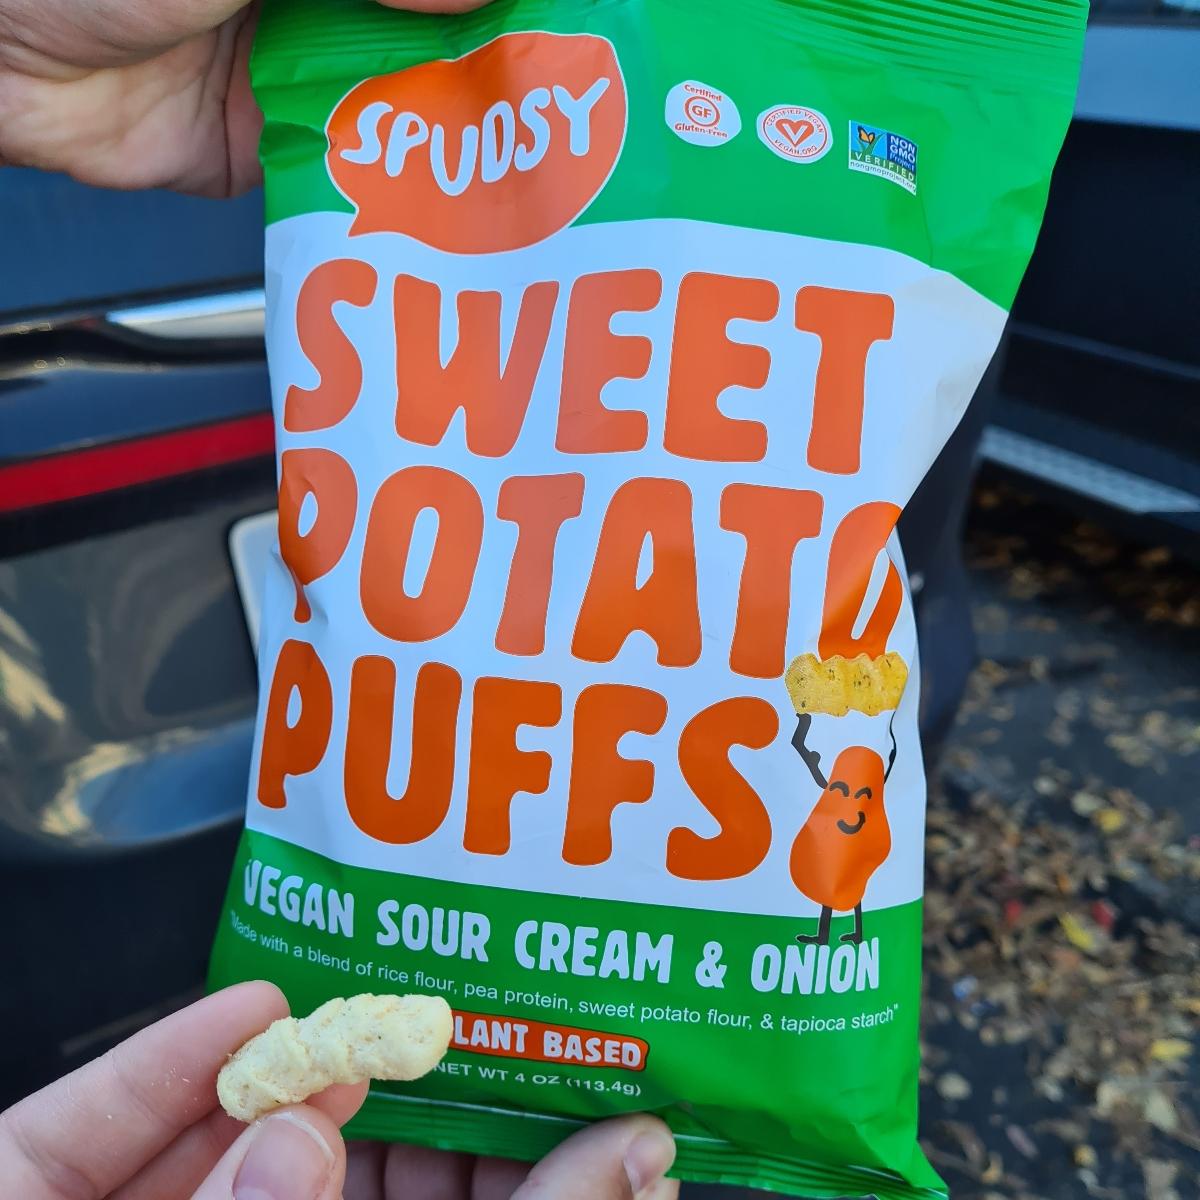 SPUDSY
Certified
GF
Gluten-Free
CERTIFIED VEGAN
V
VEGAN.ORG
NON
GMO
Project
VERIFIED
nongmoproject.org
SWEET
POTATO
PUFFS
VEGAN SOUR CREAM & ONION
"Made with a blend of rice flour, pea protein, sweet potato flour, & tapioca starch"
LANT BASED
NET WT 4 OZ (113.4g)